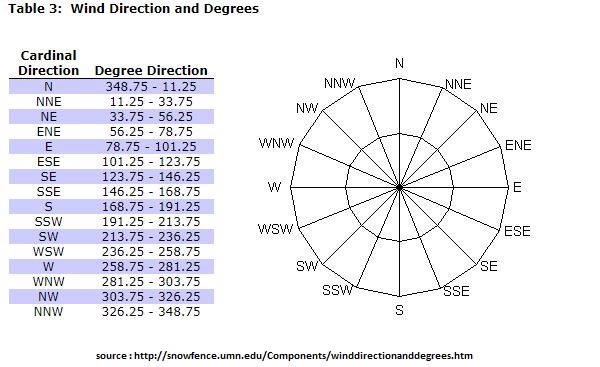 Table 3:  Wind Direction and Degrees
Cardinal
Direction Degree Direction
N 348.75 - 11.25
NNE 11.25 - 33.75
NE 33.75 - 56.25
ENE 56.25 - 78.75
E 78.75 - 101.25
ESE 101.25 - 123.75
SE 123.75 - 146.25
SSE 146.25 - 168.75
S 168.75 - 191.25
SSW 191.25 - 213.75
SW 213.75 - 236.25
WSW 236.25 - 258.75
W 258.75 - 281.25
WNW 281.25 - 303.75
NW 303.75 - 326.25
NNW 326.25 - 348.75
N
NNW NNE
NW NE
WNW ENE
W E
WSW ESE
SW SE
SSW SSE
S
source : http://snowfence.umn.edu/Components/winddirectionanddegrees.htm